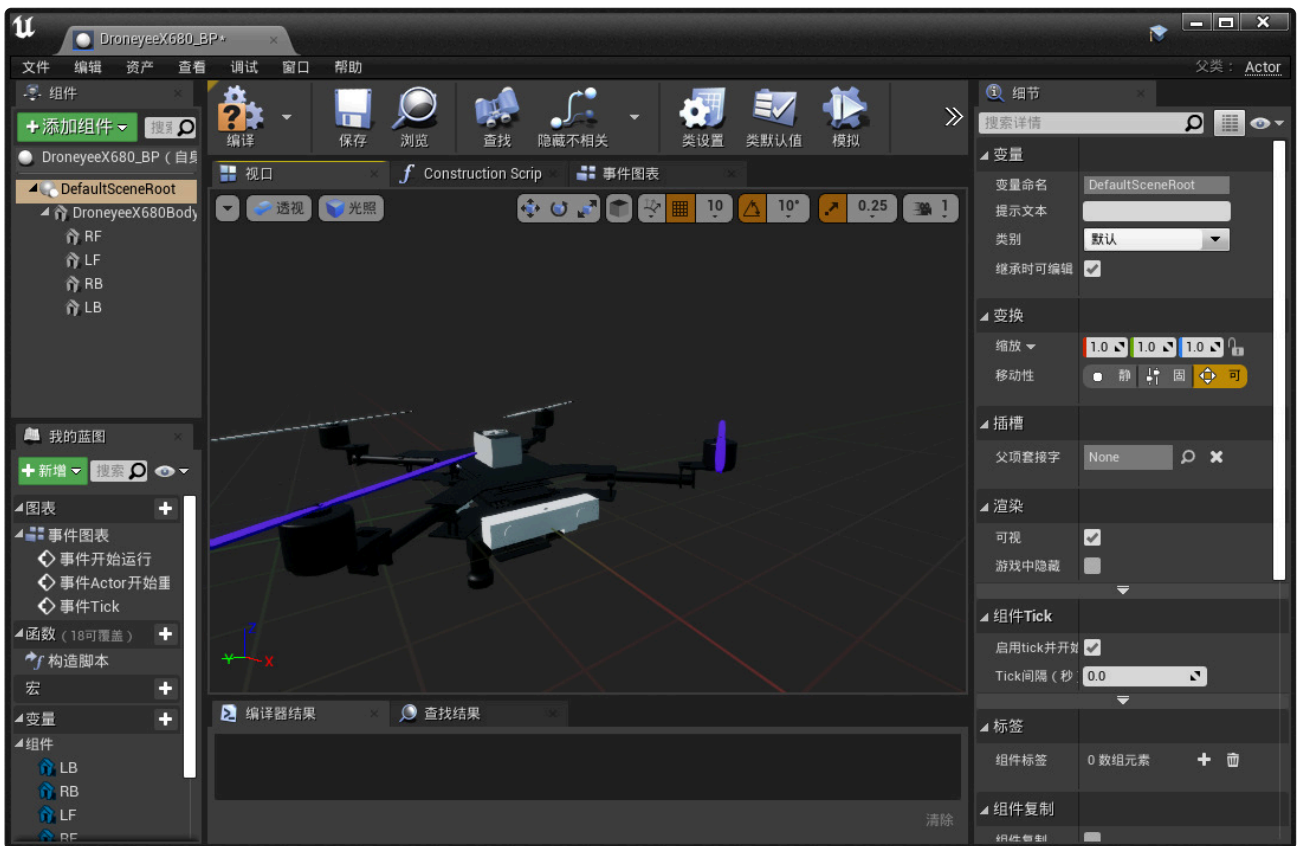 DroneyeeX680_BP*
文件 编辑 资产 查看 调试 窗口 帮助
父类： Actor
组件
+添加组件
DroneyeeX680_BP（自
DefaultSceneRoot
DroneyeeX680Body
RF
LF
RB
LB
编译 保存 浏览 查找 隐藏不相关 类设置 类默认值 模拟
视口 Construction Scrip 事件图表
透视 光照 10 10° 0.25 1
X
Y
Z
编译器结果 查找结果
清除
我的蓝图
+新增 搜索
图表
事件图表
事件开始运行
事件Actor开始重
事件Tick
函数（18可覆盖）
构造脚本
宏
变量
组件
LB
RB
LF
RF
细节
搜索详情
变量
变量命名 DefaultSceneRoot
提示文本
类别 默认
继承时可编辑
变换
缩放 1.0 1.0 1.0
移动性 静 固 可
插槽
父项套接字 None
渲染
可视
游戏中隐藏
组件Tick
启用tick并开始
Tick间隔（秒 0.0
标签
组件标签 0 数组元素
组件复制
组件复制